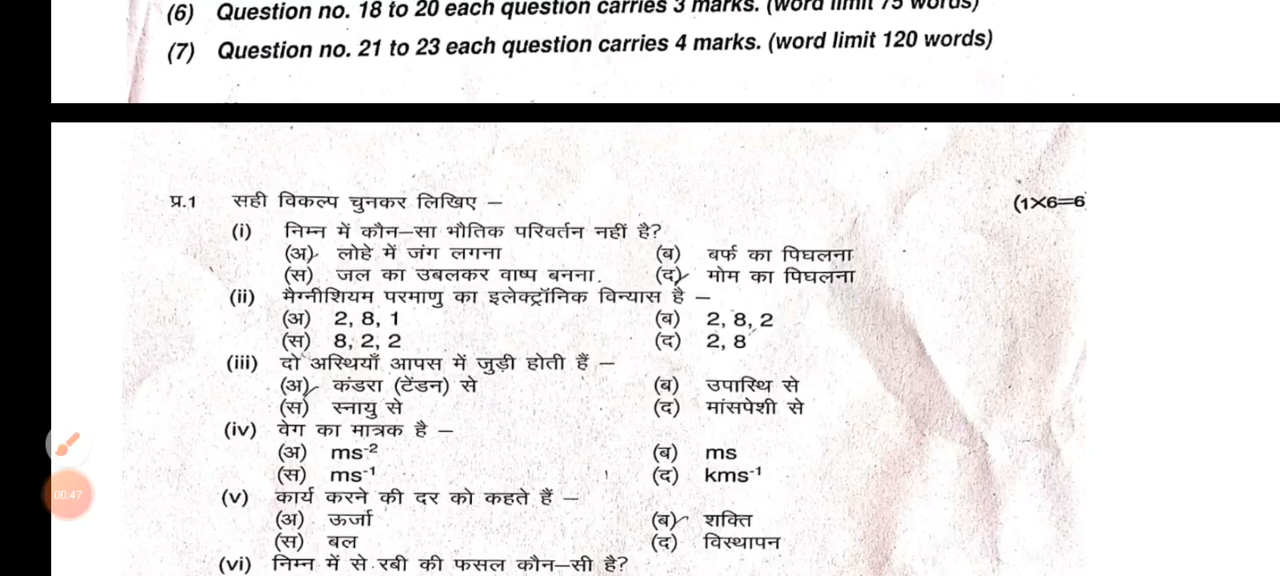 (6) Question no. 18 to 20 each question carries 3 marks. (word limit 75 words)
(7) Question no. 21 to 23 each question carries 4 marks. (word limit 120 words)
प्र.1 सही विकल्प चुनकर लिखिए – (1×6=6
(i) निम्न में कौन–सा भौतिक परिवर्तन नहीं है?
(अ) लोहे में जंग लगना (ब) बर्फ का पिघलना
(स) जल का उबलकर वाष्प बनना (द) मोम का पिघलना
(ii) मैग्नीशियम परमाणु का इलेक्ट्रॉनिक विन्यास है –
(अ) 2, 8, 1 (ब) 2, 8, 2
(स) 8, 2, 2 (द) 2, 8
(iii) दो अस्थियाँ आपस में जुड़ी होती हैं –
(अ) कंडरा (टेंडन) से (ब) उपास्थि से
(स) स्नायु से (द) मांसपेशी से
(iv) वेग का मात्रक है –
(अ) ms⁻² (ब) ms
(स) ms⁻¹ (द) kms⁻¹
(v) कार्य करने की दर को कहते हैं –
(अ) ऊर्जा (ब) शक्ति
(स) बल (द) विस्थापन
(vi) निम्न में से रबी की फसल कौन–सी है?
00:47